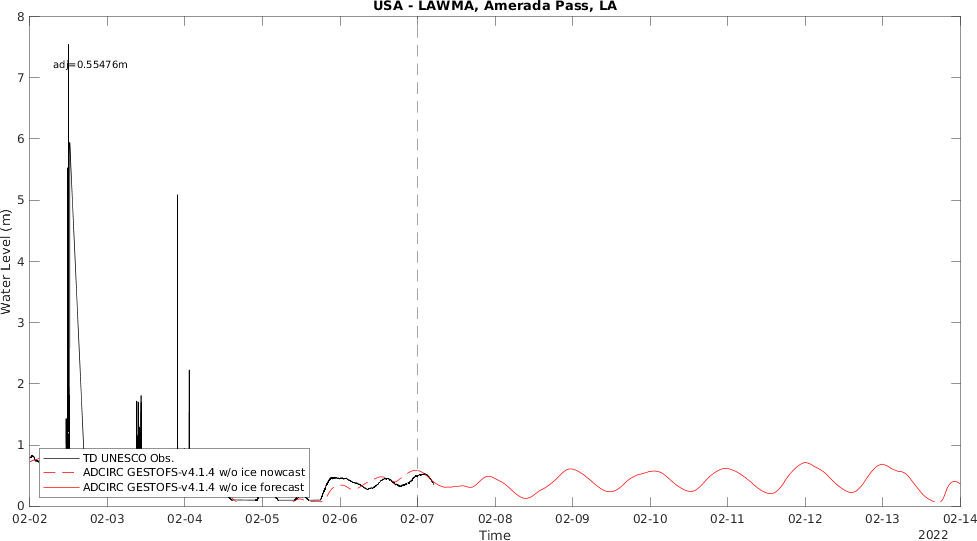 USA - LAWMA, Amerada Pass, LA
8
7
6
5
4
3
2
1
0
Water Level (m)
adj=0.55476m
TD UNESCO Obs.
ADCIRC GESTOFS-v4.1.4 w/o ice nowcast
ADCIRC GESTOFS-v4.1.4 w/o ice forecast
02-02 02-03 02-04 02-05 02-06 02-07 02-08 02-09 02-10 02-11 02-12 02-13 02-14
Time
2022